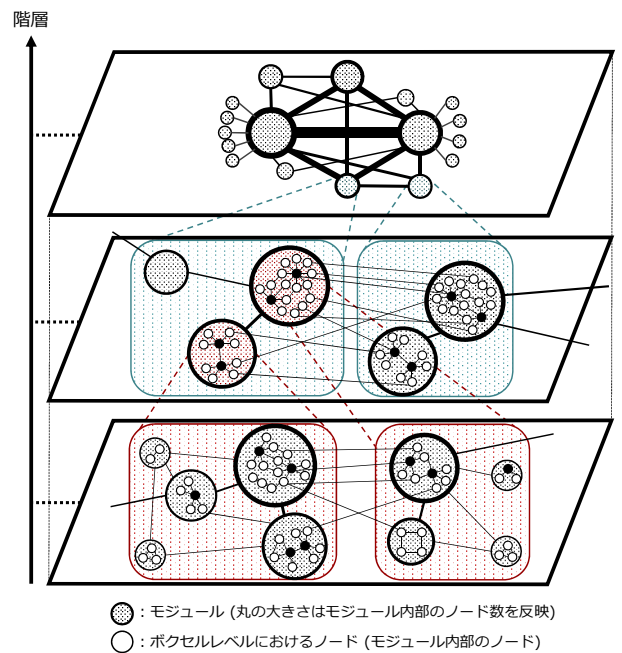 階層
: モジュール (丸の大きさはモジュール内部のノード数を反映)
: ボクセルレベルにおけるノード (モジュール内部のノード)